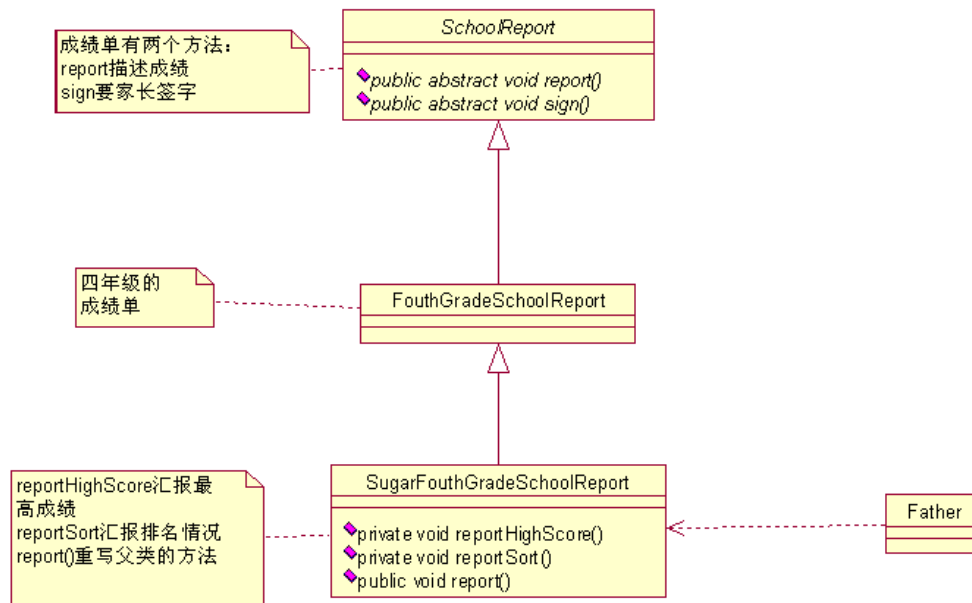 SchoolReport
成绩单有两个方法：
report描述成绩
sign要家长签字
public abstract void report()
public abstract void sign()
四年级的
成绩单
FouthGradeSchoolReport
reportHighScore汇报最
高成绩
reportSort汇报排名情况
report()重写父类的方法
SugarFouthGradeSchoolReport
private void reportHighScore()
private void reportSort()
public void report()
Father